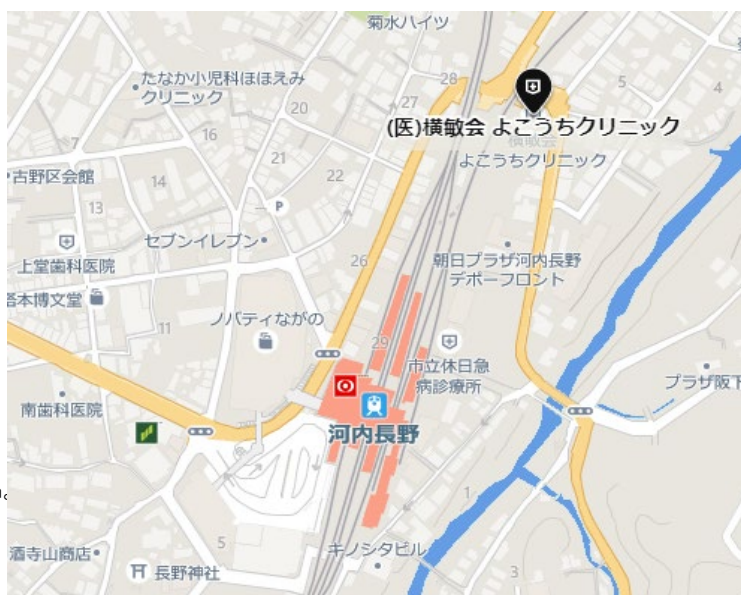 菊水ハイツ
たなか小児科ほほえみ
クリニック
28
5
4
20
27
(医)横敏会 よこうちクリニック
横敏会
よこうちクリニック
16
7
21
22
古野区会館
14
13
P
セブンイレブン
26
朝日プラザ河内長野
デポーフロント
上堂歯科医院
塔本博文堂
11
ノバティながの
29
市立休日急
病診療所
プラザ阪下
南歯科医院
河内長野
1
。
5
酒寺山商店
長野神社
キノシタビル
3